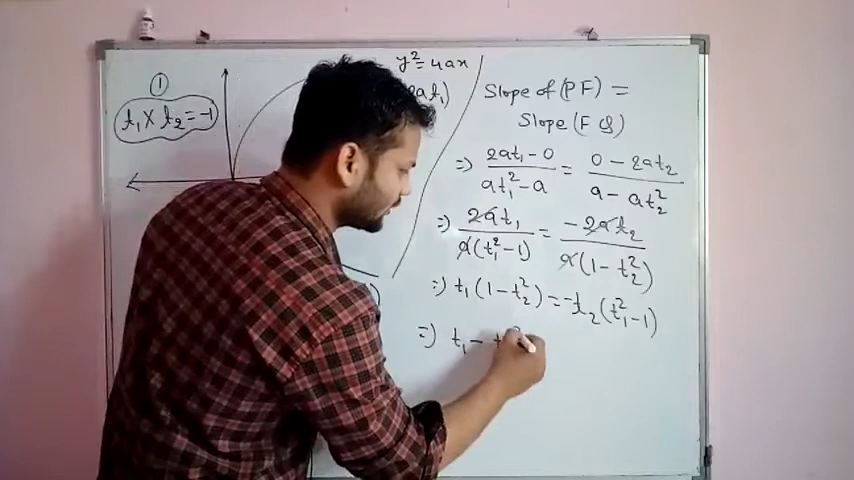 ①
t₁ × t₂ = -1
y² = 4ax
at₁)
Slope of (PF) =
Slope (FQ)
=> (2at₁ - 0)/(at₁² - a) = (0 - 2at₂)/(a - at₂²)
=> 2at₁/(a(t₁² - 1)) = -2at₂/(a(1 - t₂²))
=> t₁(1 - t₂²) = -t₂(t₁² - 1)
=> t₁ - t